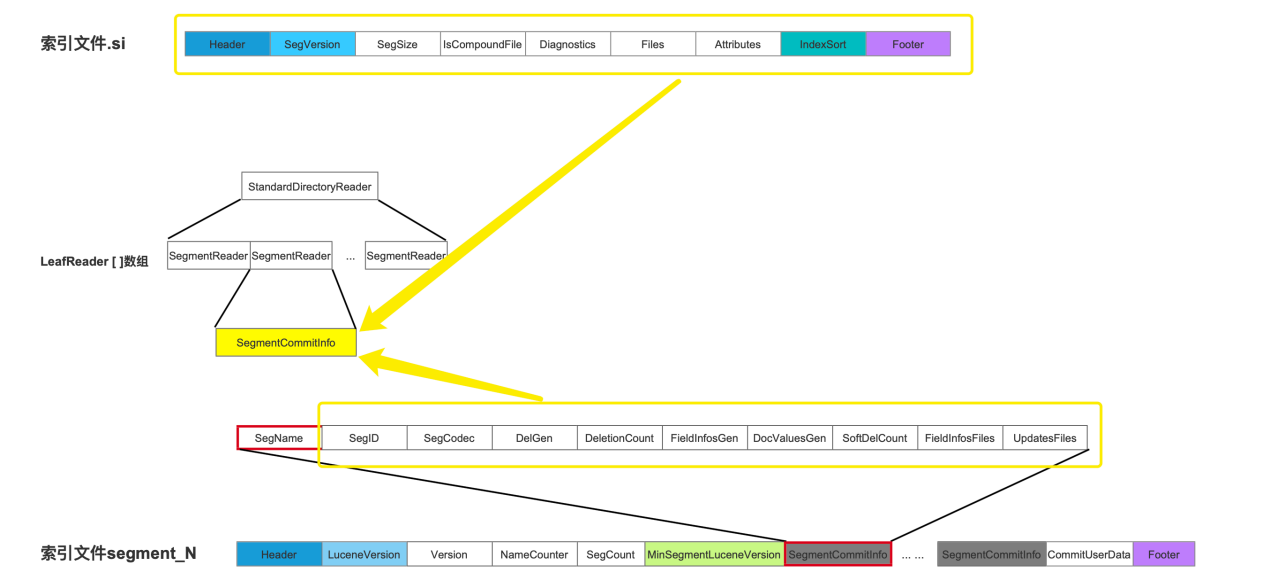 索引文件.si
Header SegVersion SegSize IsCompoundFile Diagnostics Files Attributes IndexSort Footer
StandardDirectoryReader
LeafReader [ ]数组
SegmentReader SegmentReader ... SegmentReader
SegmentCommitInfo
SegName SegID SegCodec DelGen DeletionCount FieldInfosGen DocValuesGen SoftDelCount FieldInfosFiles UpdatesFiles
索引文件segment_N
Header LuceneVersion Version NameCounter SegCount MinSegmentLuceneVersion SegmentCommitInfo ... ... SegmentCommitInfo CommitUserData Footer